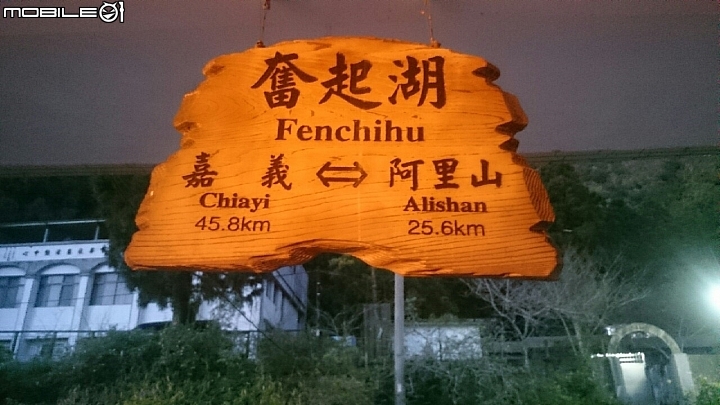 MOBILE01
奮起湖
Fenchihu
嘉義 ⇔ 阿里山
Chiayi Alishan
45.8km 25.6km